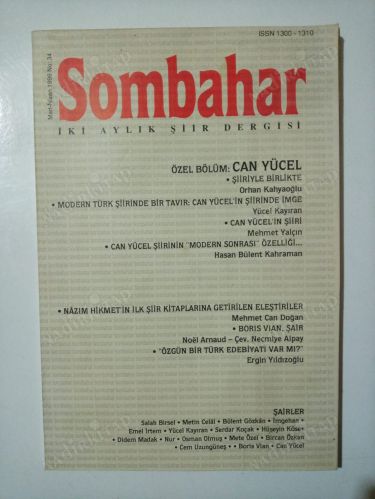 ISSN 1300 - 1310
Mart-Nisan 1996 No: 34
Sombahar
İKİ AYLIK ŞİİR DERGİSİ
ÖZEL BÖLÜM: CAN YÜCEL
• ŞİİRİYLE BİRLİKTE
Orhan Kahyaoğlu
• MODERN TÜRK ŞİİRİNDE BİR TAVIR: CAN YÜCEL'İN ŞİİRİNDE İMGE
Yücel Kayıran
• CAN YÜCEL'İN ŞİİRİ
Mehmet Yalçın
• CAN YÜCEL ŞİİRİNİN "MODERN SONRASI" ÖZELLİĞİ...
Hasan Bülent Kahraman
• NÂZIM HİKMET'İN İLK ŞİİR KİTAPLARINA GETİRİLEN ELEŞTİRİLER
Mehmet Can Doğan
• BORIS VIAN, ŞAİR
Noël Arnaud – Çev. Necmiye Alpay
• "ÖZGÜN BİR TÜRK EDEBİYATI VAR MI?"
Ergin Yıldızoğlu
ŞAİRLER
Salâh Birsel • Metin Celâl • Bülent Gözkân • İmgehan •
Emel İrtem • Yücel Kayıran • Serdar Koçak • Hüseyin Köse •
• Didem Madak • Nur • Osman Olmuş • Mete Özel • Bircan Özkan
• Cem Uzungüneş • • Boris Vian • Can Yücel